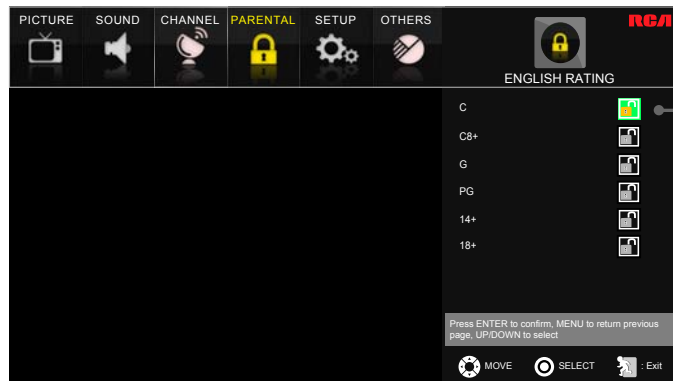 PICTURE SOUND CHANNEL PARENTAL SETUP OTHERS
RCA
ENGLISH RATING
C
C8+
G
PG
14+
18+
Press ENTER to confirm, MENU to return previous
page, UP/DOWN to select
MOVE SELECT : Exit